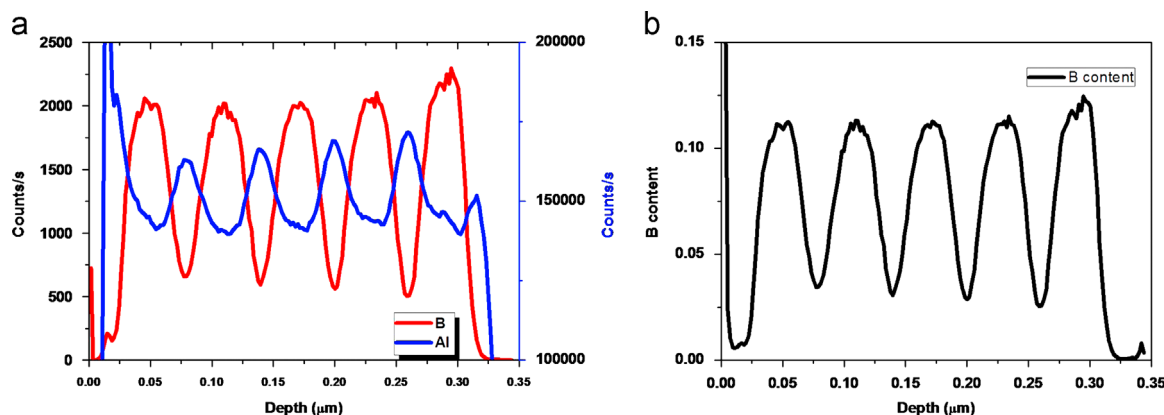 a
b
2500
2000
1500
1000
500
0
Counts/s
200000
150000
100000
Counts/s
B
Al
0.00 0.05 0.10 0.15 0.20 0.25 0.30 0.35
Depth (μm)
0.15
0.10
0.05
0.00
B content
B content
0.00 0.05 0.10 0.15 0.20 0.25 0.30 0.35
Depth (μm)